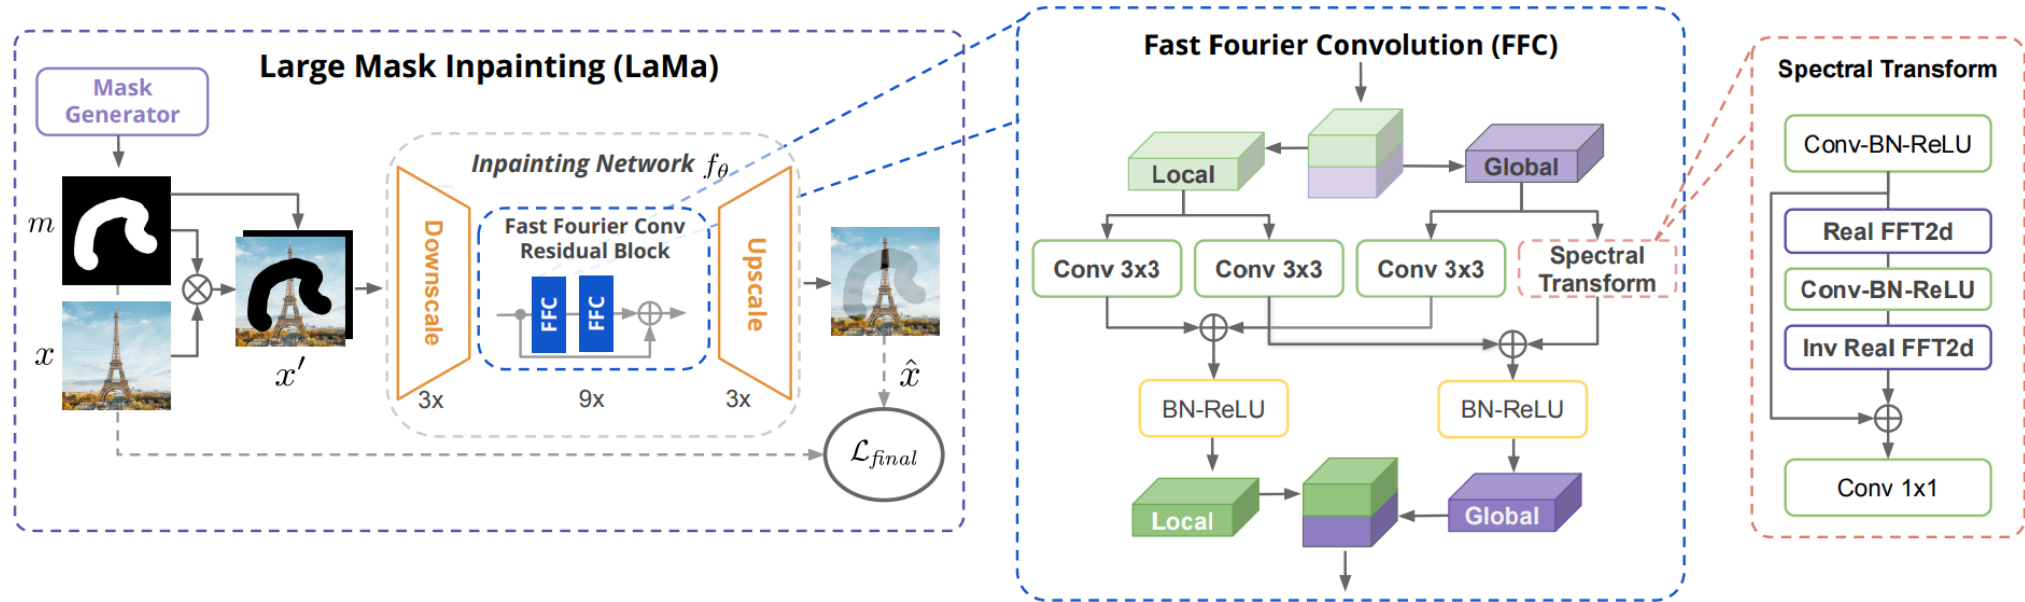 Large Mask Inpainting (LaMa)
Mask
Generator
m
x
x′
Inpainting Network fθ
Downscale
Fast Fourier Conv
Residual Block
FFC
FFC
Upscale
3x
9x
3x
x̂
ℒfinal
Fast Fourier Convolution (FFC)
Local
Global
Conv 3x3
Conv 3x3
Conv 3x3
Spectral
Transform
BN-ReLU
BN-ReLU
Local
Global
Spectral Transform
Conv-BN-ReLU
Real FFT2d
Conv-BN-ReLU
Inv Real FFT2d
Conv 1x1